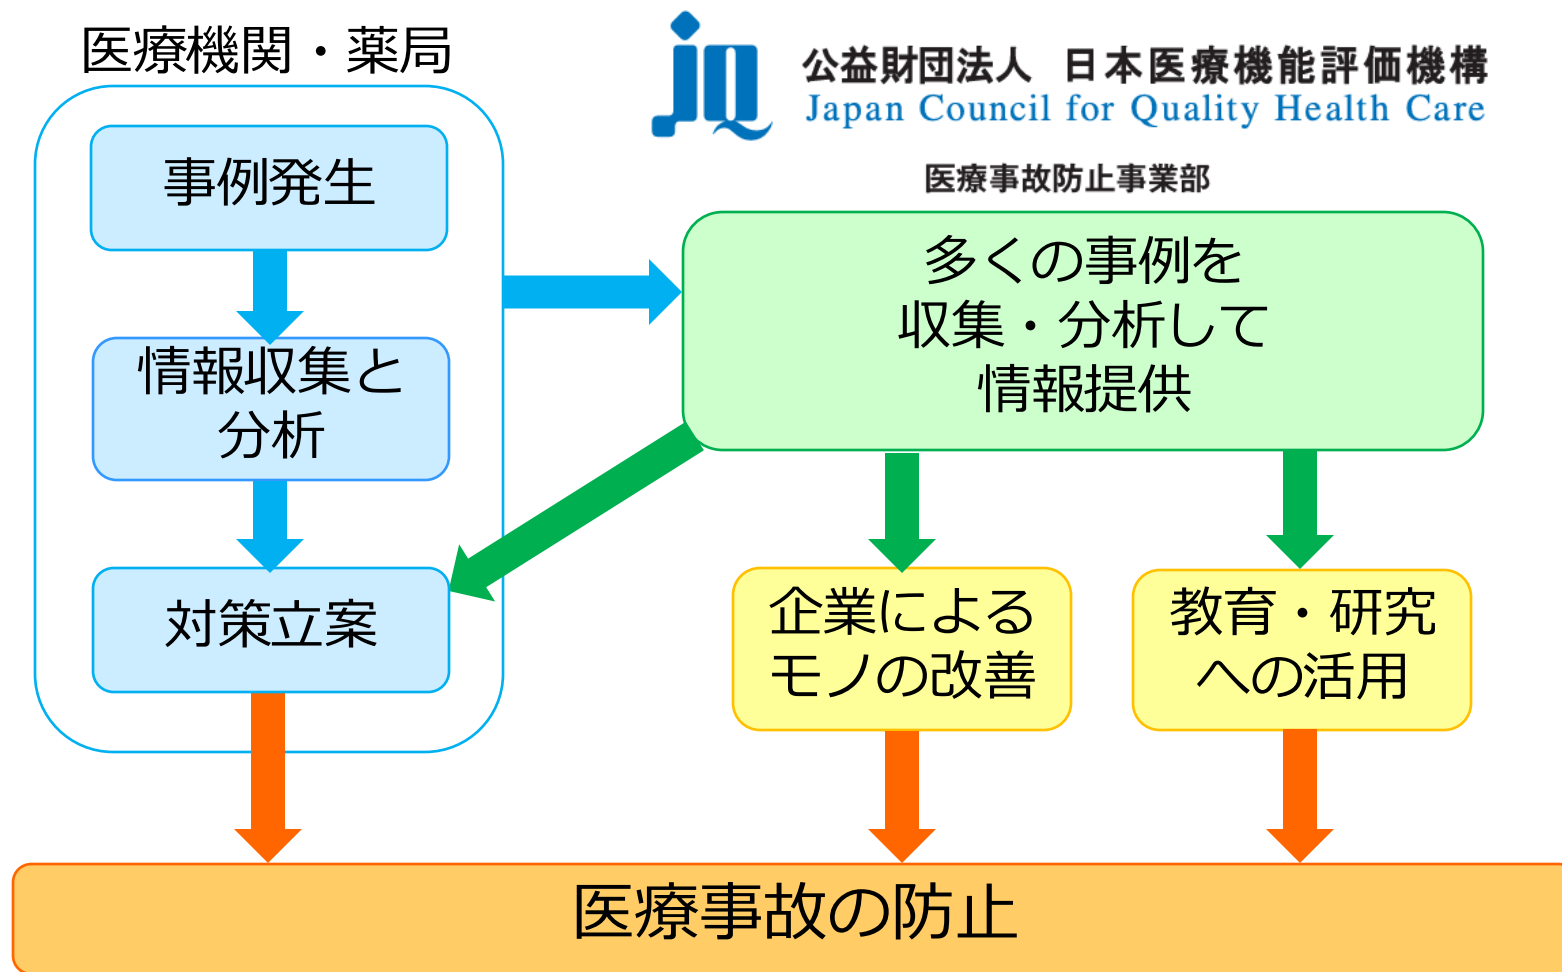 医療機関・薬局
事例発生
情報収集と
分析
対策立案
公益財団法人 日本医療機能評価機構
Japan Council for Quality Health Care
医療事故防止事業部
多くの事例を
収集・分析して
情報提供
企業による
モノの改善
教育・研究
への活用
医療事故の防止